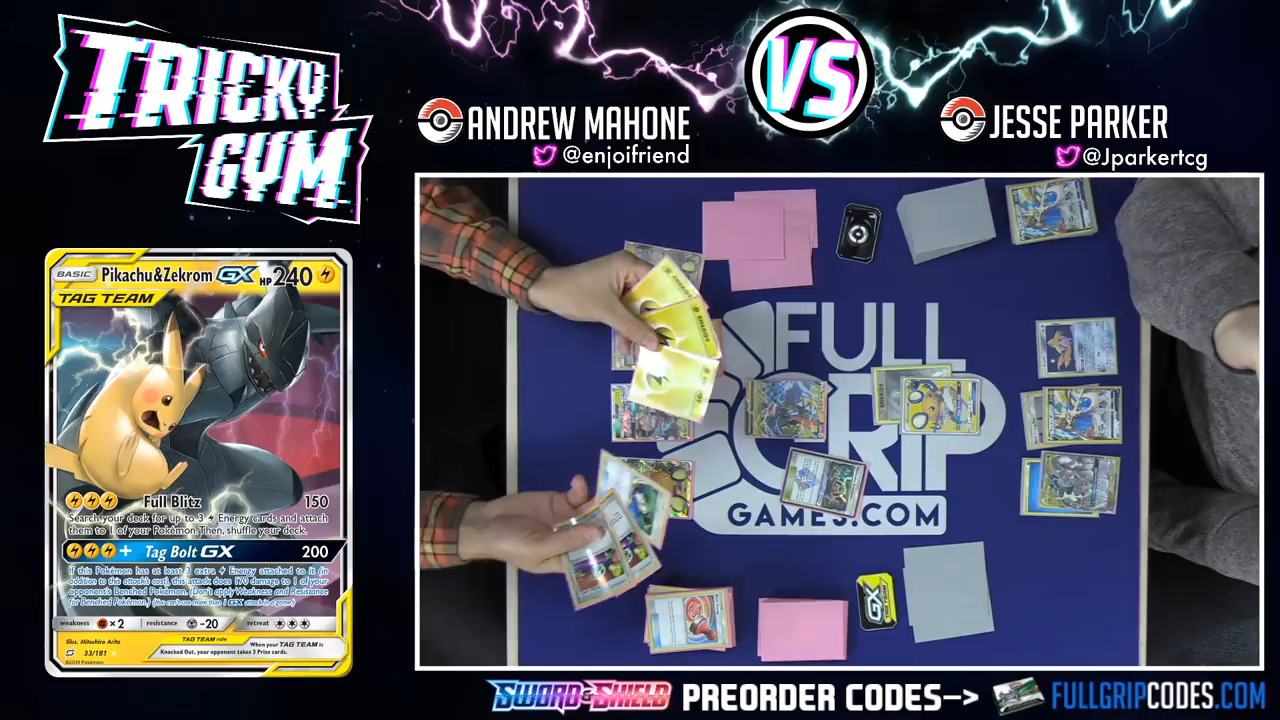 TRICKY
GYM
VS
ANDREW MAHONE
@enjoifriend
JESSE PARKER
@Jparkertcg
BASIC Pikachu&Zekrom GX HP 240
TAG TEAM
Full Blitz 150
Search your deck for up to 3 Energy cards and attach
them to 1 of your Pokémon. Then, shuffle your deck.
+ Tag Bolt GX 200
If this Pokémon has at least 3 extra Energy attached to it (in
addition to this attack's cost), this attack does 170 damage to 1 of your
opponent's Benched Pokémon. (Don't apply Weakness and Resistance
for Benched Pokémon.) (You can't use more than 1 GX attack in a game.)
weakness ×2 resistance -20 retreat
Illus. Mitsuhiro Arita
33/181
©2019 Pokémon
TAG TEAM rule
When your TAG TEAM is
Knocked Out, your opponent takes 3 Prize cards.
FULL
GRIP
GAMES.COM
GX
SWORD & SHIELD PREORDER CODES-> FULLGRIPCODES.COM